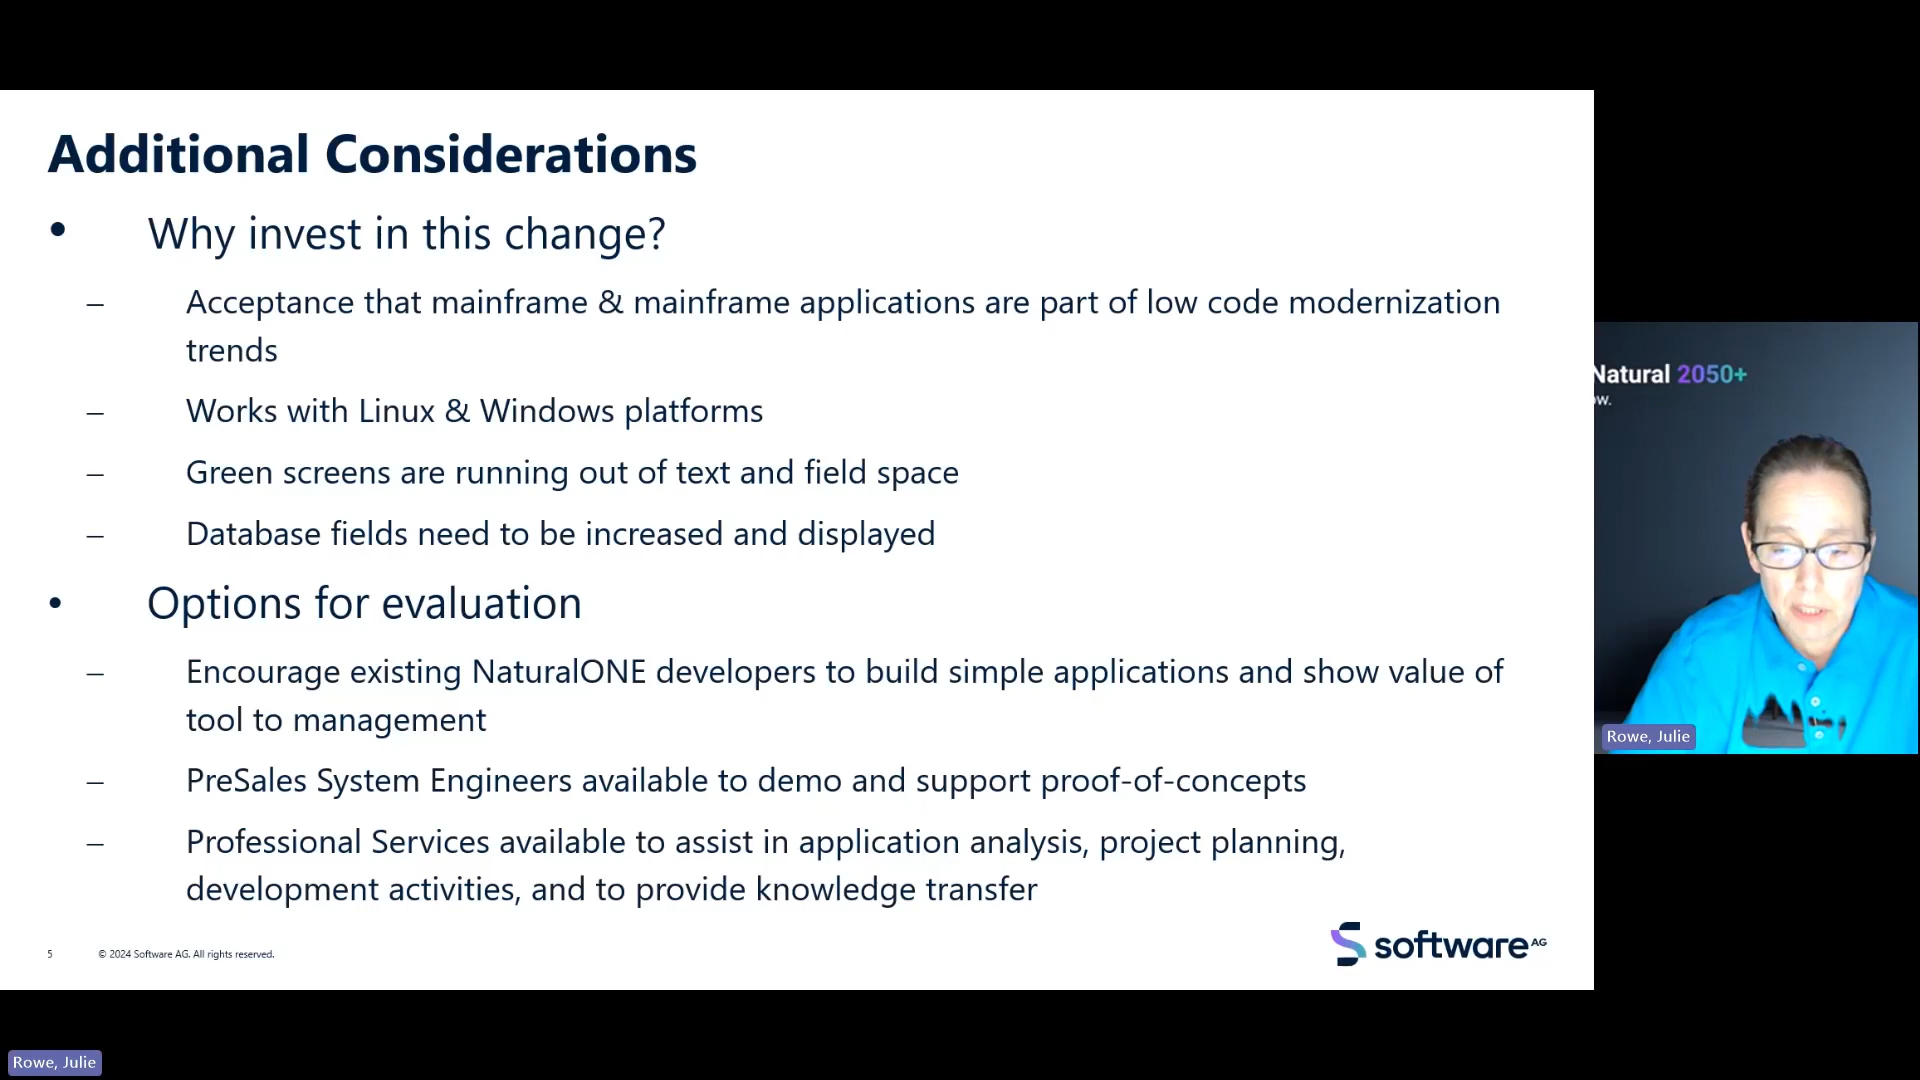 Additional Considerations
• Why invest in this change?
– Acceptance that mainframe & mainframe applications are part of low code modernization
trends
– Works with Linux & Windows platforms
– Green screens are running out of text and field space
– Database fields need to be increased and displayed
• Options for evaluation
– Encourage existing NaturalONE developers to build simple applications and show value of
tool to management
– PreSales System Engineers available to demo and support proof-of-concepts
– Professional Services available to assist in application analysis, project planning,
development activities, and to provide knowledge transfer
5 © 2024 Software AG. All rights reserved.
software AG
Natural 2050+
ow.
Rowe, Julie
Rowe, Julie